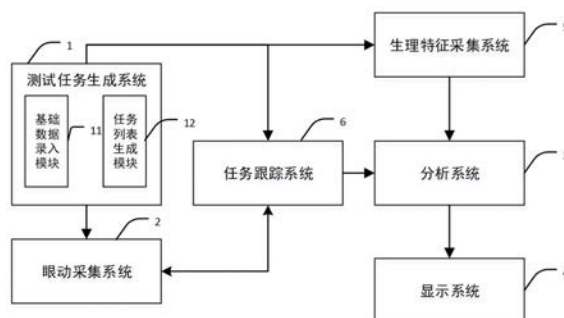 1
测试任务生成系统
基础
数据
录入
模块
11
任务
列表
生成
模块
12
2
眼动采集系统
6
任务跟踪系统
生理特征采集系统
分析系统
显示系统